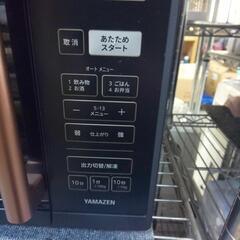 取消 あたため
スタート
オートメニュー
1 飲み物
2 お酒
3 ごはん
4 お弁当
− 5-13
メニュー +
弱 仕上がり 強
出力切替/解凍
10分 1分 10秒
YAMAZEN